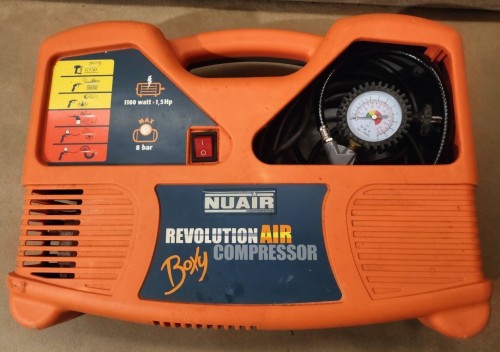 1100 watt - 1,5Hp
MAX
8 bar
NUAIR
REVOLUTION AIR
Boxy COMPRESSOR